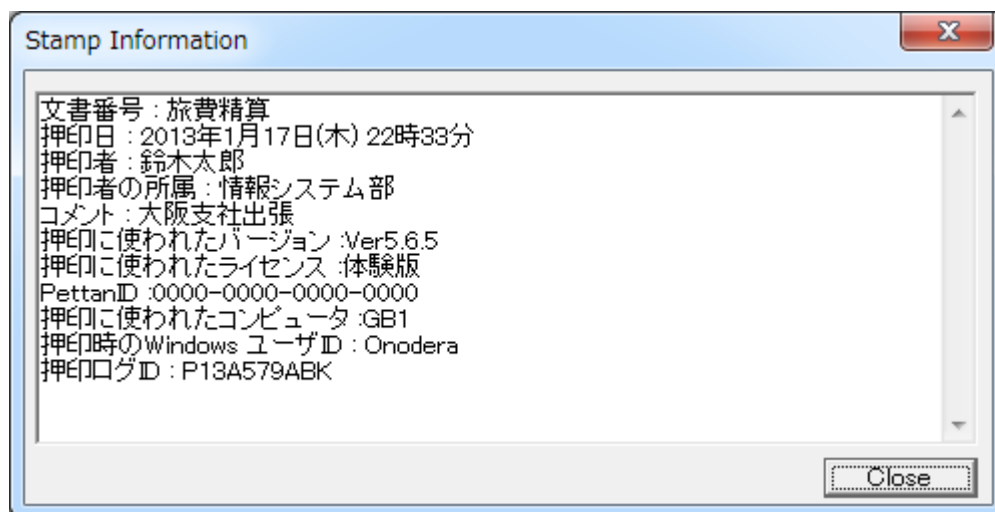 Stamp Information
文書番号 : 旅費精算
押印日 : 2013年1月17日(木) 22時33分
押印者 : 鈴木太郎
押印者の所属 : 情報システム部
コメント : 大阪支社出張
押印に使われたバージョン :Ver5.6.5
押印に使われたライセンス :体験版
PettanID :0000-0000-0000-0000
押印に使われたコンピュータ :GB1
押印時のWindows ユーザID : Onodera
押印ログID : P13A579ABK
Close